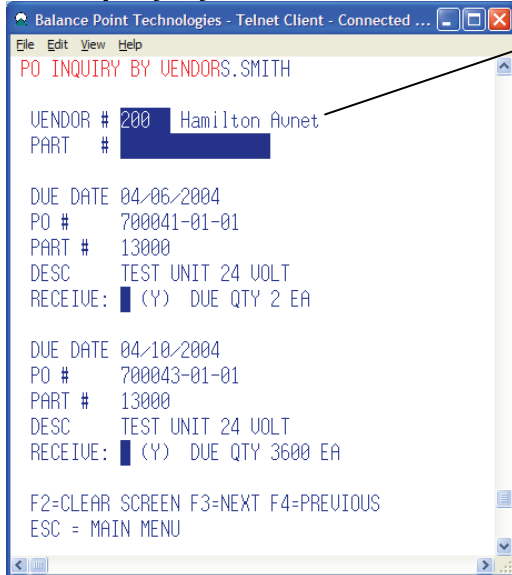 Balance Point Technologies - Telnet Client - Connected ...
File Edit View Help
PO INQUIRY BY VENDORS.SMITH
VENDOR # 200 Hamilton Avnet
PART #
DUE DATE 04/06/2004
PO # 700041-01-01
PART # 13000
DESC TEST UNIT 24 VOLT
RECEIVE: (Y) DUE QTY 2 EA
DUE DATE 04/10/2004
PO # 700043-01-01
PART # 13000
DESC TEST UNIT 24 VOLT
RECEIVE: (Y) DUE QTY 3600 EA
F2=CLEAR SCREEN F3=NEXT F4=PREVIOUS
ESC = MAIN MENU